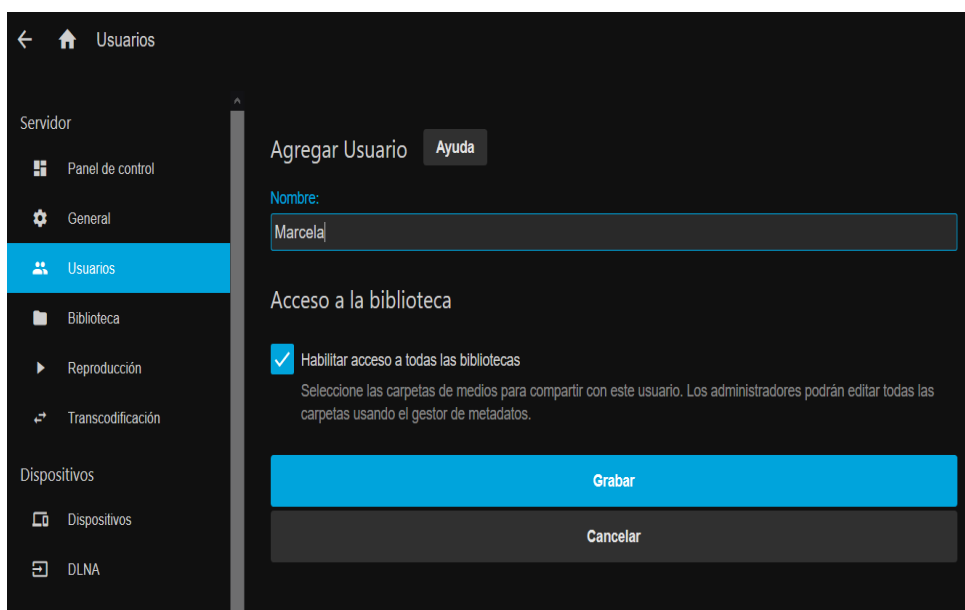 Usuarios
Servidor
Panel de control
General
Usuarios
Biblioteca
Reproducción
Transcodificación
Dispositivos
Dispositivos
DLNA
Agregar Usuario
Ayuda
Nombre:
Marcela
Acceso a la biblioteca
Habilitar acceso a todas las bibliotecas
Seleccione las carpetas de medios para compartir con este usuario. Los administradores podrán editar todas las
carpetas usando el gestor de metadatos.
Grabar
Cancelar